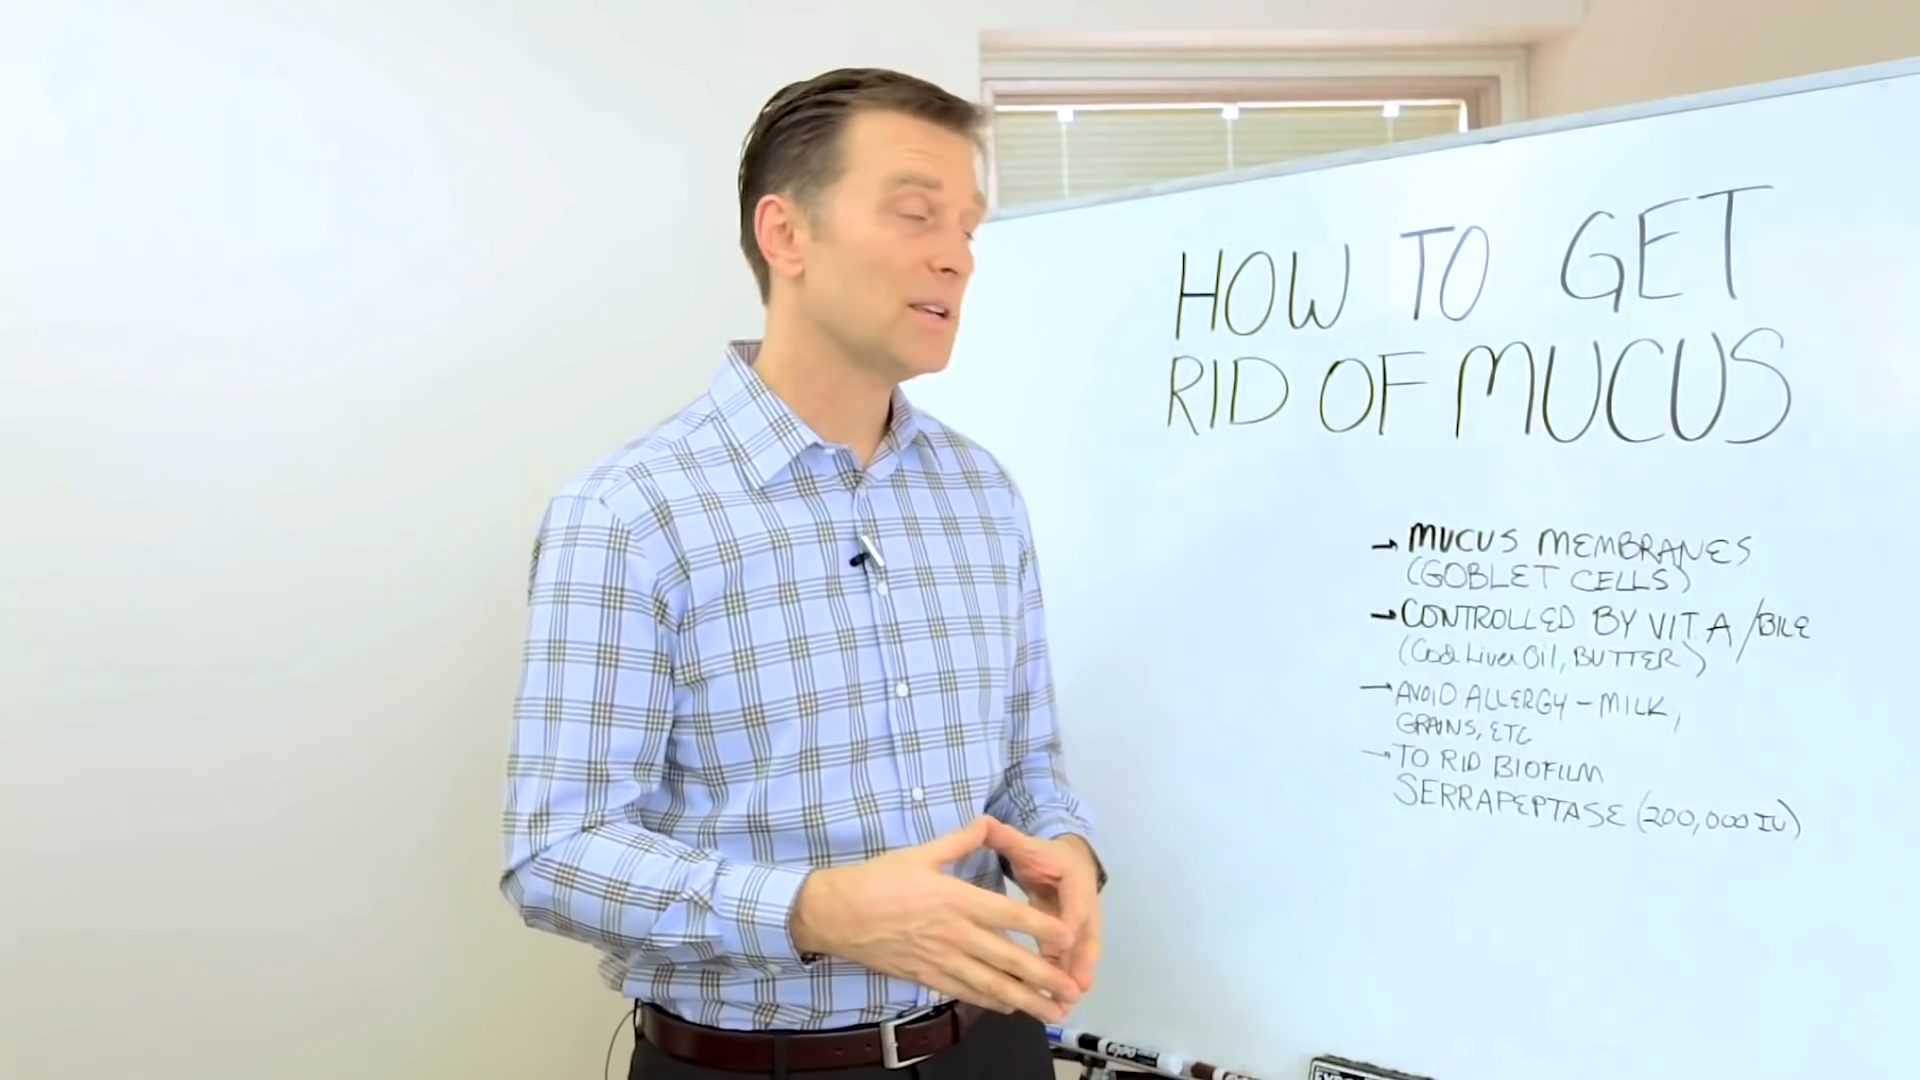 HOW TO GET
RID OF MUCUS
→ MUCUS MEMBRANES
(GOBLET CELLS)
→ CONTROLLED BY VIT A / BILE
(Cod Liver Oil, BUTTER)
→ AVOID ALLERGY - MILK,
GRAINS, ETC
→ TO RID BIOFILM
SERRAPEPTASE (200,000 IU)
EXPO